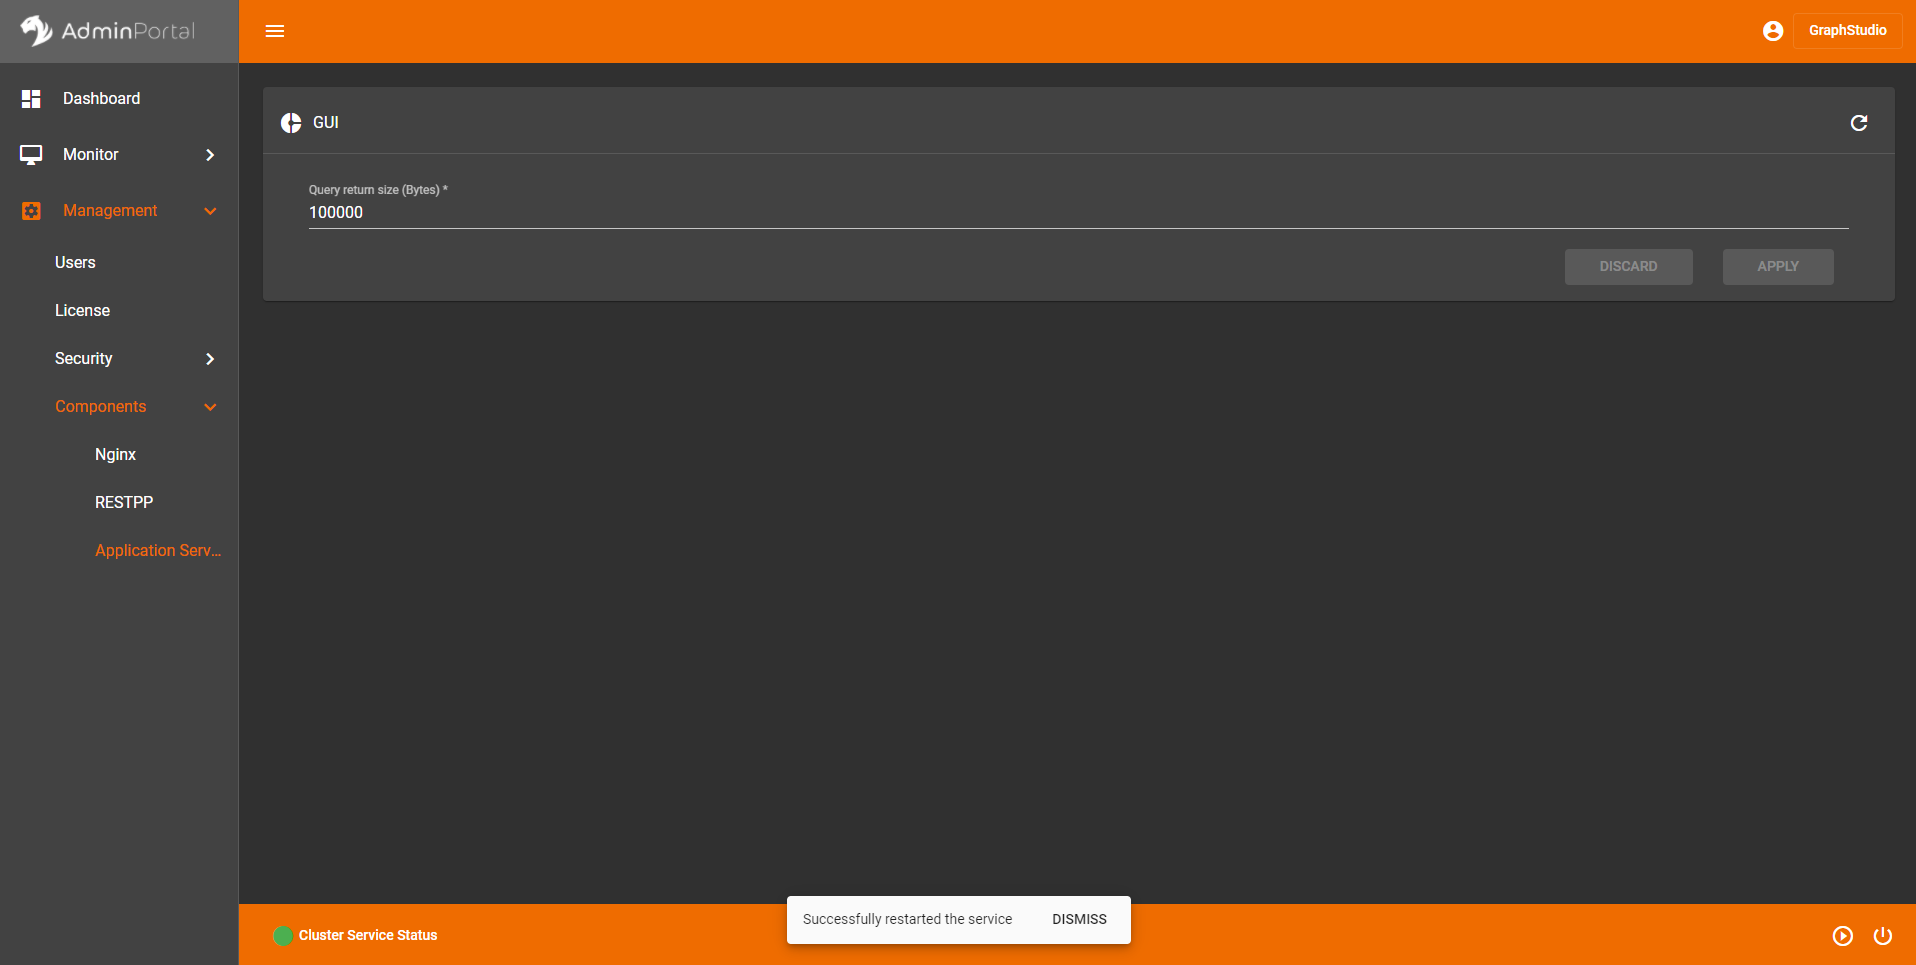 AdminPortal
GraphStudio
Dashboard
Monitor
Management
Users
License
Security
Components
Nginx
RESTPP
Application Serv...
GUI
Query return size (Bytes) *
100000
DISCARD
APPLY
Cluster Service Status
Successfully restarted the service
DISMISS